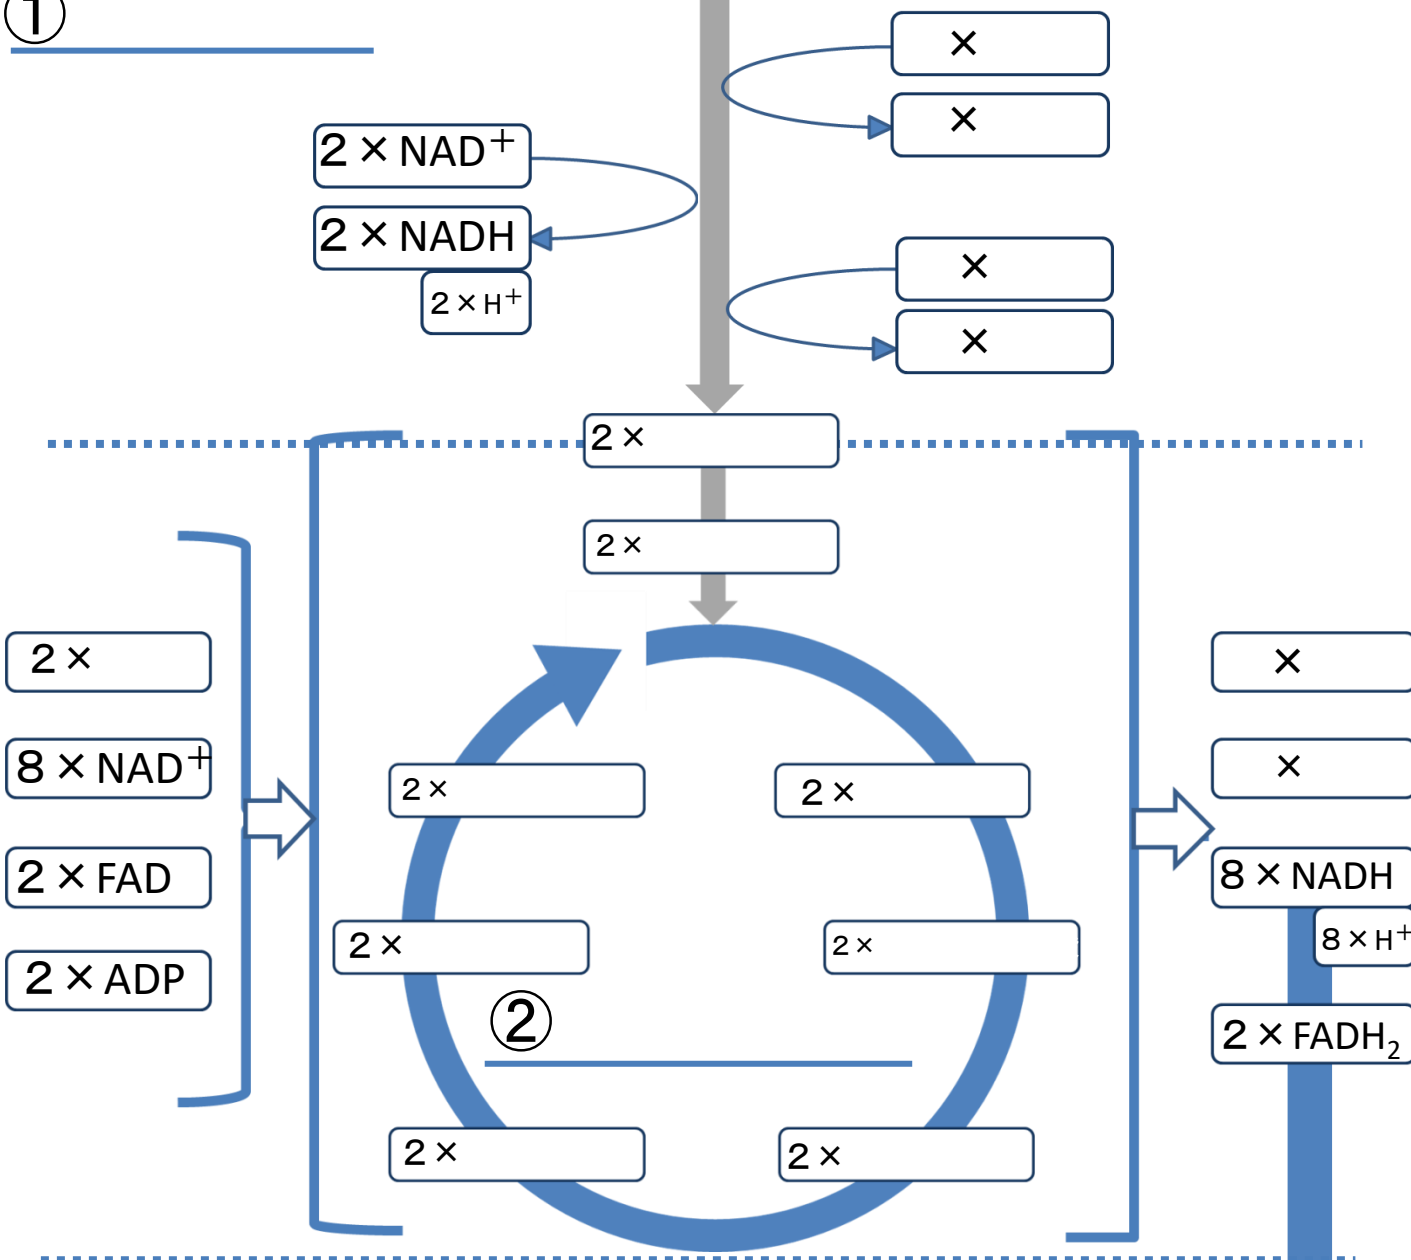 ①
×
×
2 × NAD⁺
2 × NADH
2 × H⁺
×
×
2 ×
2 ×
2 ×
8 × NAD⁺
2 × FAD
2 × ADP
2 ×
2 ×
2 ×
2 ×
②
2 ×
2 ×
×
×
8 × NADH
8 × H⁺
2 × FADH₂